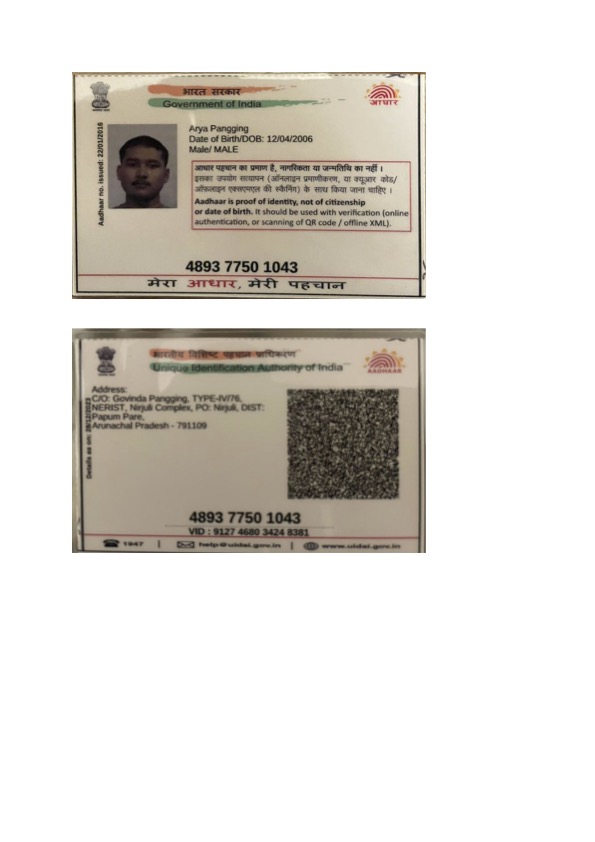 भारत सरकार
Government of India
आधार
Aadhaar no. issued: 22/01/2016
Arya Pangging
Date of Birth/DOB: 12/04/2006
Male/ MALE
आधार पहचान का प्रमाण है, नागरिकता या जन्मतिथि का नहीं ।
इसका उपयोग सत्यापन (ऑनलाइन प्रमाणीकरण, या क्यूआर कोड/
ऑफलाइन एक्सएमएल की स्कैनिंग) के साथ किया जाना चाहिए ।
Aadhaar is proof of identity, not of citizenship
or date of birth. It should be used with verification (online
authentication, or scanning of QR code / offline XML).
4893 7750 1043
मेरा आधार, मेरी पहचान
भारतीय विशिष्ट पहचान प्राधिकरण
Unique Identification Authority of India
AADHAAR
Details as on: 28/12/2023
Address:
C/O: Govinda Pangging, TYPE-IV/76,
NERIST, Nirjuli Complex, PO: Nirjuli, DIST:
Papum Pare,
Arunachal Pradesh - 791109
4893 7750 1043
VID : 9127 4680 3424 8381
1947 | help@uidai.gov.in | www.uidai.gov.in